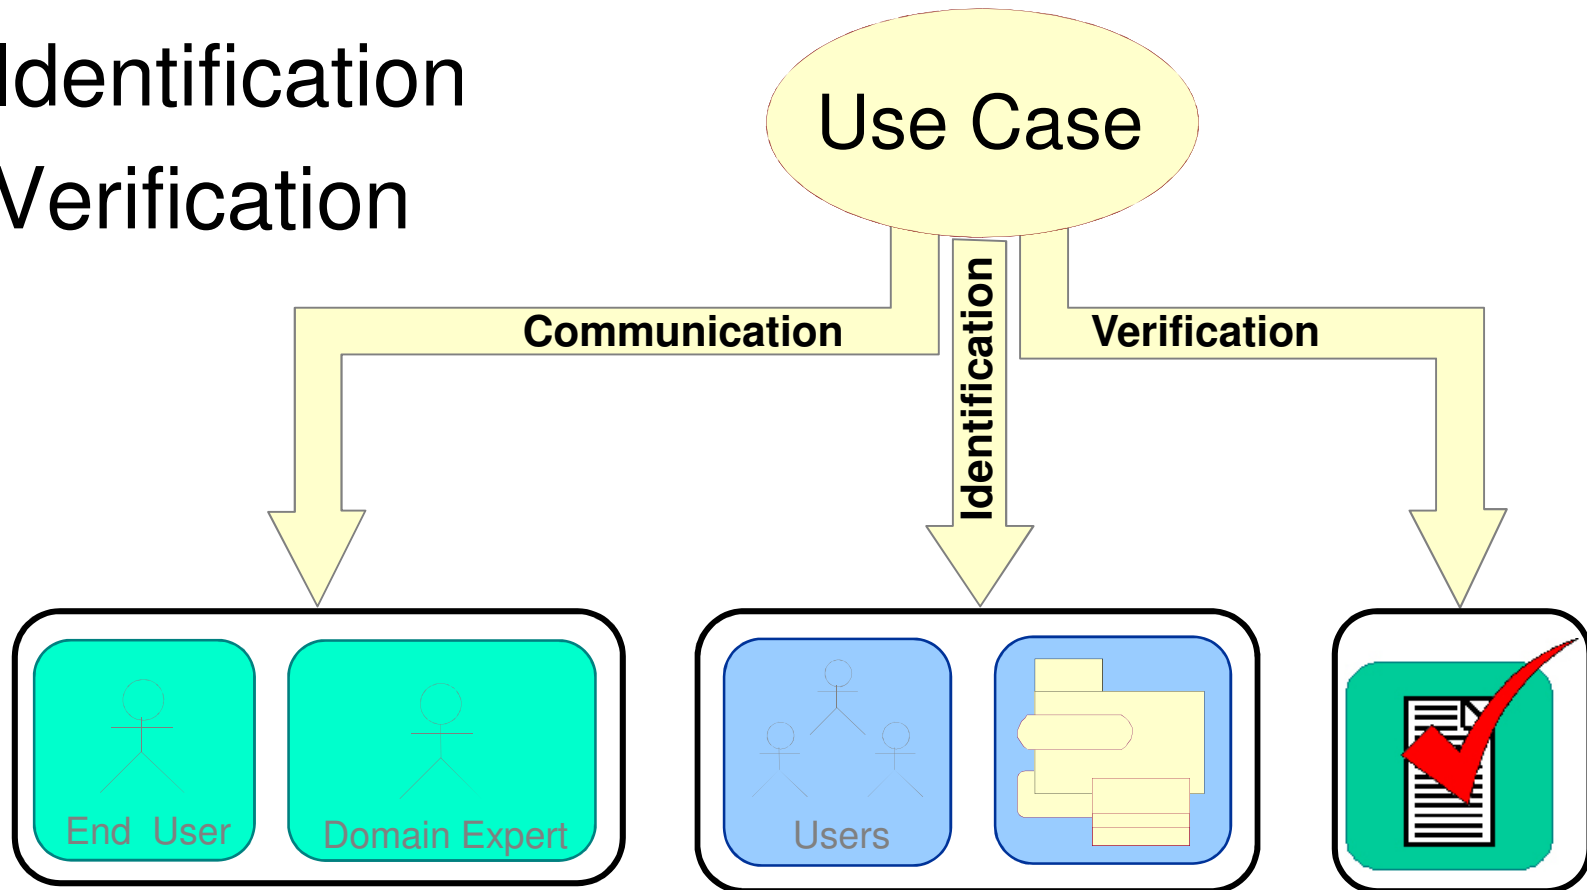 Identification
Verification
Use Case
Communication
Identification
Verification
End User
Domain Expert
Users